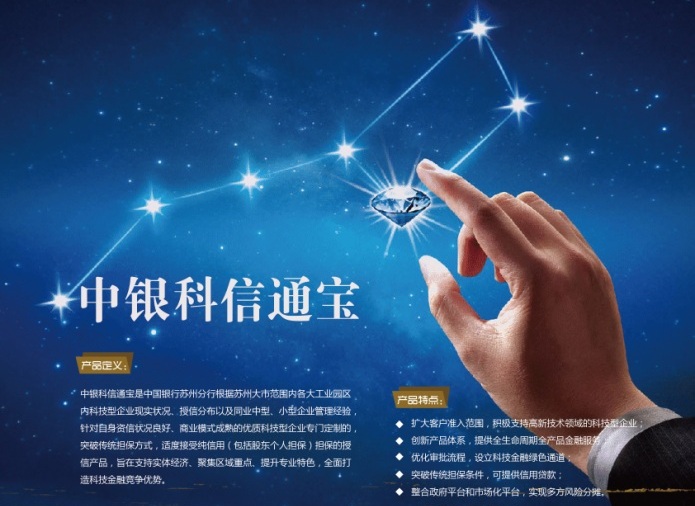 中银科信通宝
产品定义：
中银科信通宝是中国银行苏州分行根据苏州大市范围内各大工业园区
内科技型企业现实状况、授信分布以及同业中型、小型企业管理经验，
针对自身资信状况良好、商业模式成熟的优质科技型企业专门定制的，
突破传统担保方式，适度接受纯信用（包括股东个人担保）担保的授
信产品，旨在支持实体经济、聚集区域重点、提升专业特色，全面打
造科技金融竞争优势。
产品特点：
◆ 扩大客户准入范围，积极支持高新技术领域的科技型企业；
◆ 创新产品体系，提供全生命周期全产品金融服务；
◆ 优化审批流程，设立科技金融绿色通道；
◆ 突破传统担保条件，可提供信用贷款；
◆ 整合政府平台和市场化平台，实现多方风险分摊。